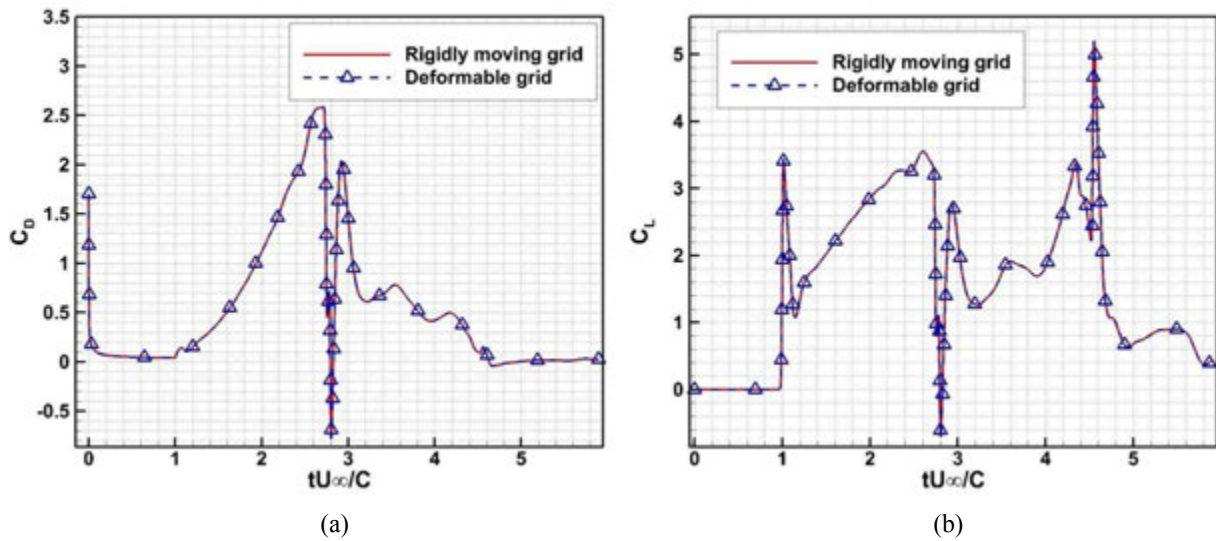 3.5
3
2.5
2
1.5
1
0.5
0
-0.5
C_D
Rigidly moving grid
Deformable grid
0 1 2 3 4 5
tU∞/C
(a)
5
4
3
2
1
0
C_L
Rigidly moving grid
Deformable grid
0 1 2 3 4 5
tU∞/C
(b)